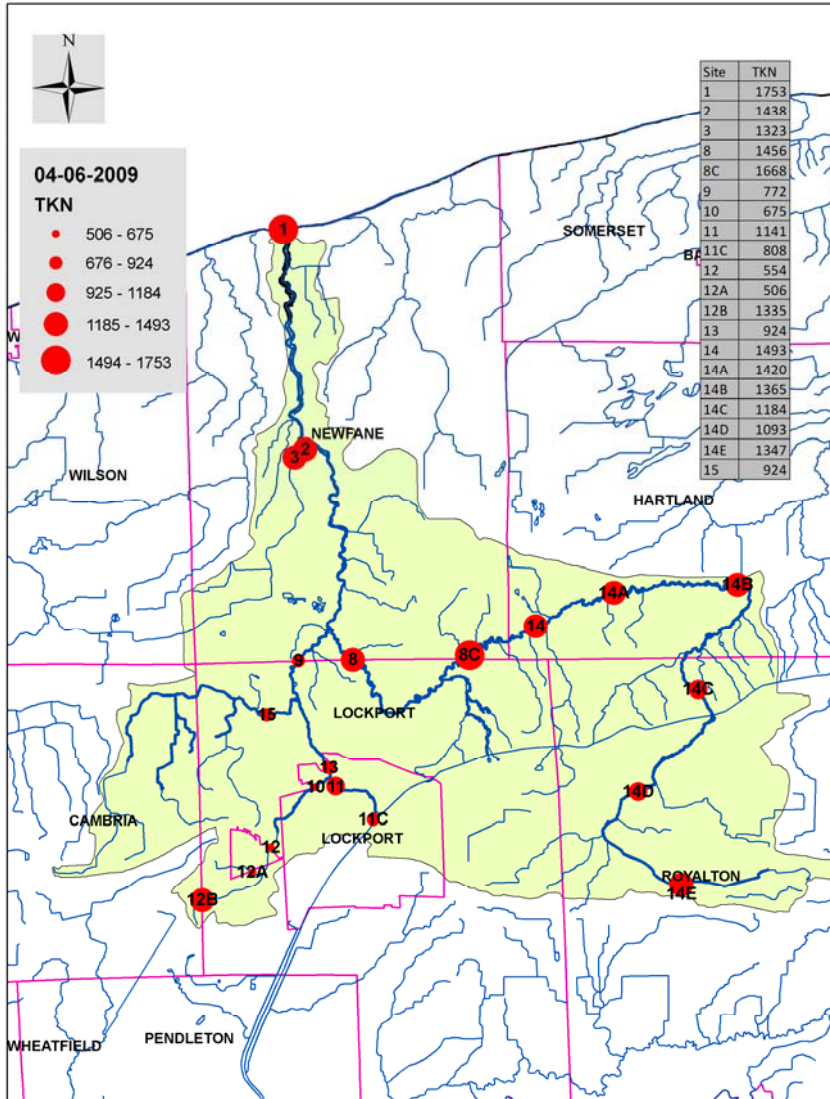 N
04-06-2009
TKN
506 - 675
676 - 924
925 - 1184
1185 - 1493
1494 - 1753
Site TKN
1 1753
2 1438
3 1323
8 1456
8C 1668
9 772
10 675
11 1141
11C 808
12 554
12A 506
12B 1335
13 924
14 1493
14A 1420
14B 1365
14C 1184
14D 1093
14E 1347
15 924
1
SOMERSET
BA
W
NEWFANE
2
3
WILSON
HARTLAND
14B
14A
14
8C
8
9
14C
15
LOCKPORT
13
10
11
14D
11C
CAMBRIA
LOCKPORT
12
12A
ROYALTON
14E
12B
PENDLETON
WHEATFIELD